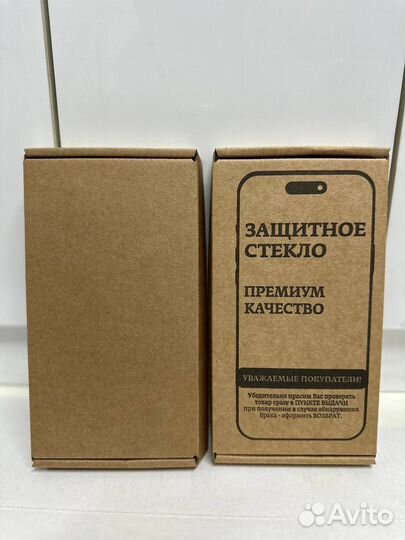 ЗАЩИТНОЕ
СТЕКЛО
ПРЕМИУМ
КАЧЕСТВО
УВАЖАЕМЫЕ ПОКУПАТЕЛИ!
Убедительно просим Вас проверять
товар сразу в ПУНКТЕ ВЫДАЧИ
при получении в случае обнаружения
брака - оформить ВОЗВРАТ.
Avito